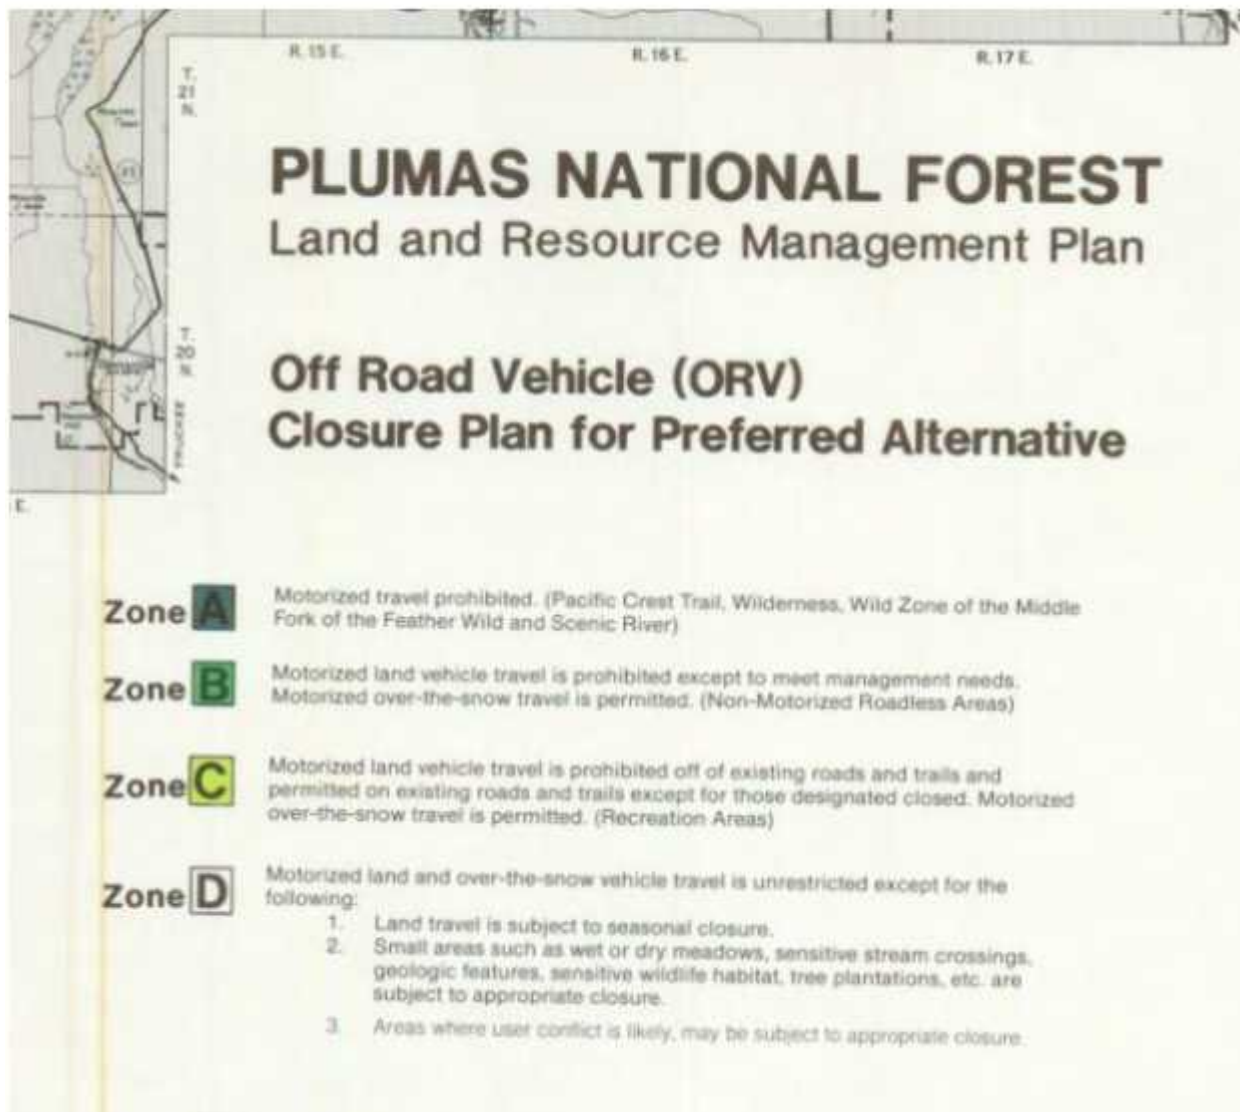 R. 15 E.
R. 16 E.
R. 17 E.
T.
21
N.
PLUMAS NATIONAL FOREST
Land and Resource Management Plan
T.
20
N.
Off Road Vehicle (ORV)
Closure Plan for Preferred Alternative
TRUCKEE
E.
Zone A
Motorized travel prohibited. (Pacific Crest Trail, Wilderness, Wild Zone of the Middle
Fork of the Feather Wild and Scenic River)
Zone B
Motorized land vehicle travel is prohibited except to meet management needs.
Motorized over-the-snow travel is permitted. (Non-Motorized Roadless Areas)
Zone C
Motorized land vehicle travel is prohibited off of existing roads and trails and
permitted on existing roads and trails except for those designated closed. Motorized
over-the-snow travel is permitted. (Recreation Areas)
Zone D
Motorized land and over-the-snow vehicle travel is unrestricted except for the
following:
1. Land travel is subject to seasonal closure.
2. Small areas such as wet or dry meadows, sensitive stream crossings,
geologic features, sensitive wildlife habitat, tree plantations, etc. are
subject to appropriate closure.
3. Areas where user conflict is likely, may be subject to appropriate closure.